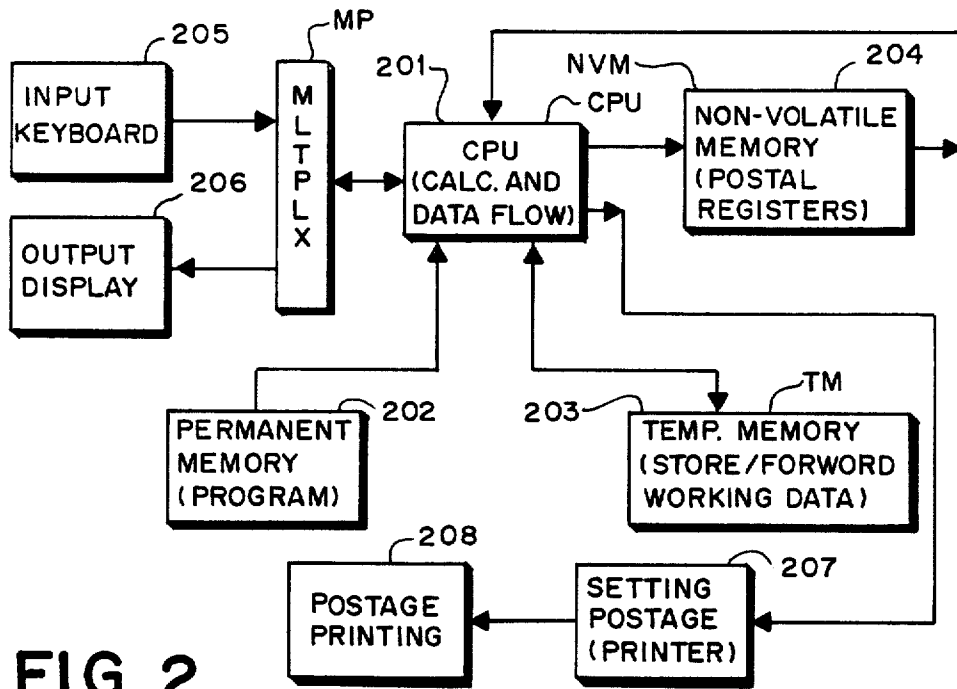 205
MP
INPUT
KEYBOARD
206
OUTPUT
DISPLAY
MLTPLX
201
CPU
CPU
(CALC. AND
DATA FLOW)
NVM
204
NON-VOLATILE
MEMORY
(POSTAL
REGISTERS)
202
PERMANENT
MEMORY
(PROGRAM)
203
TM
TEMP. MEMORY
(STORE/FORWORD
WORKING DATA)
208
POSTAGE
PRINTING
207
SETTING
POSTAGE
(PRINTER)
FIG. 2